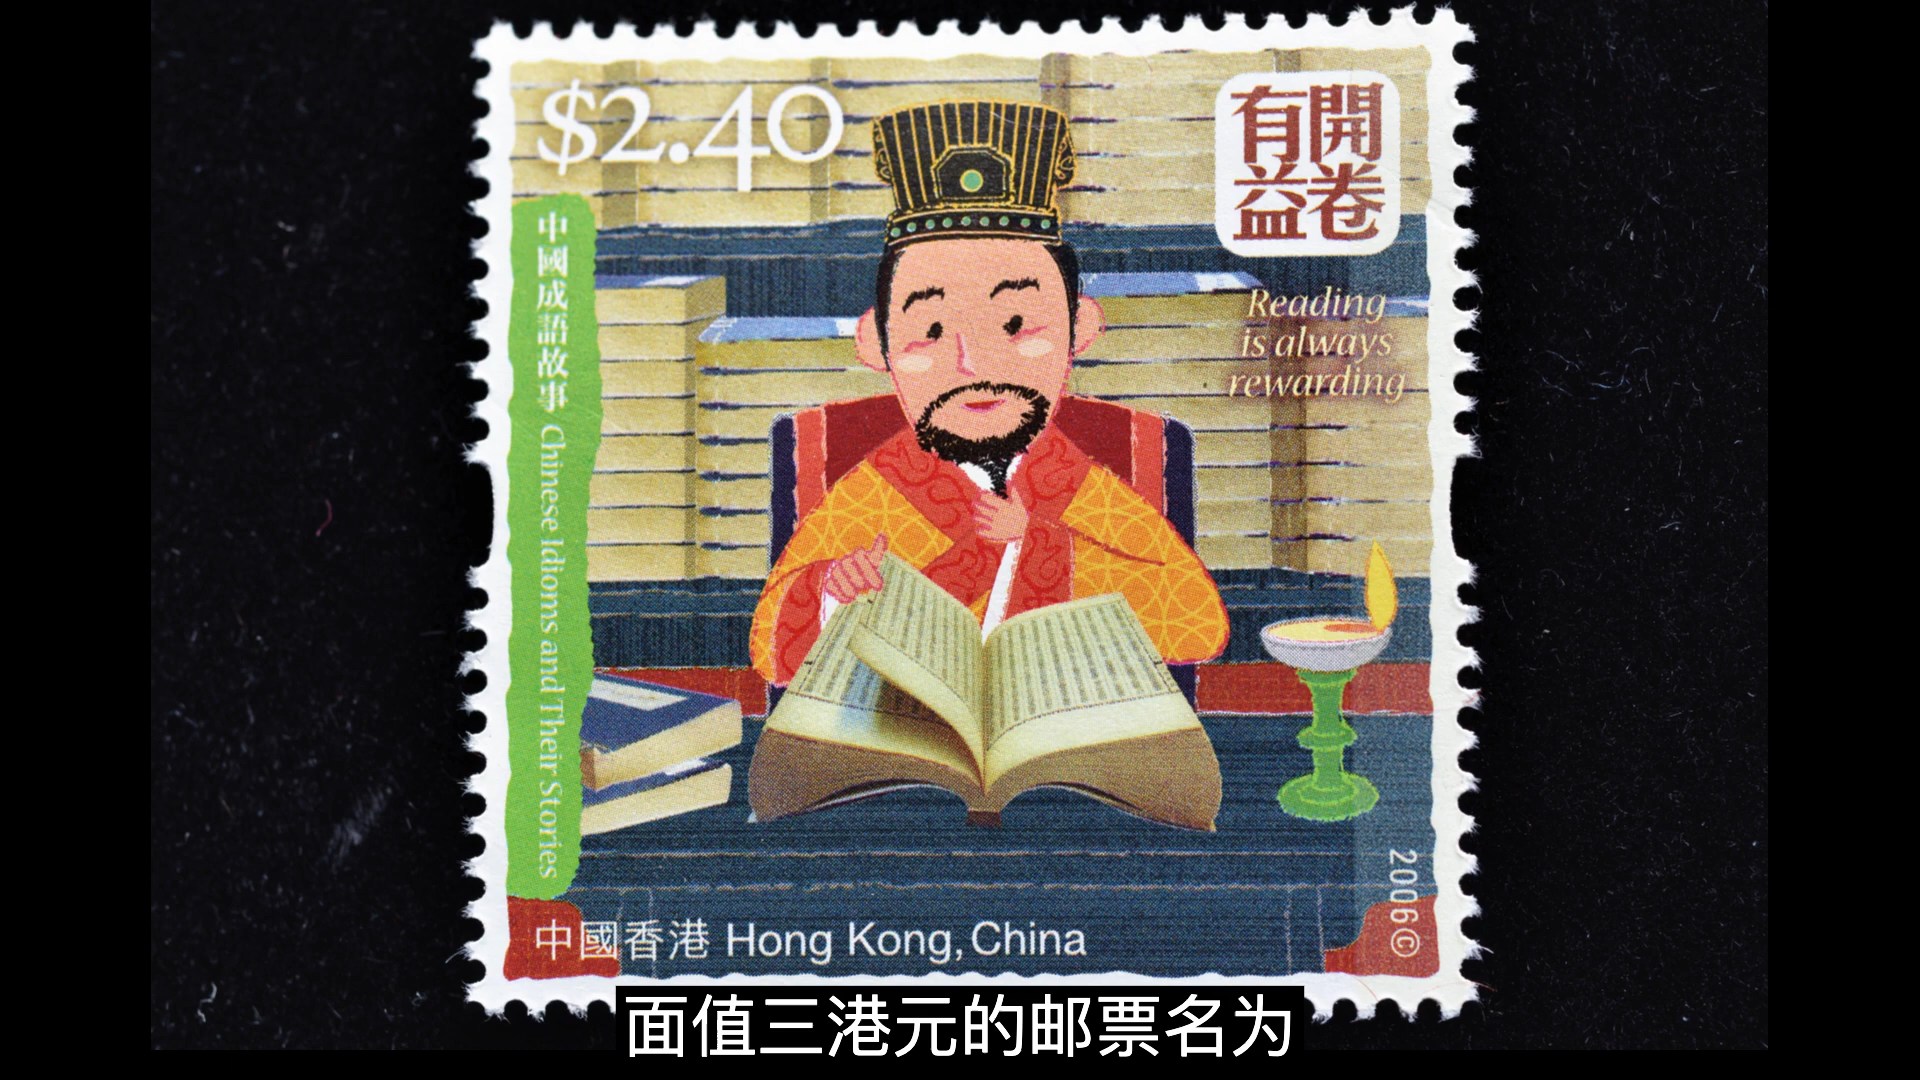 $2.40
開卷
有益
Reading
is always
rewarding
中國成語故事 Chinese Idioms and Their Stories
2006©
中國香港 Hong Kong, China
面值三港元的邮票名为